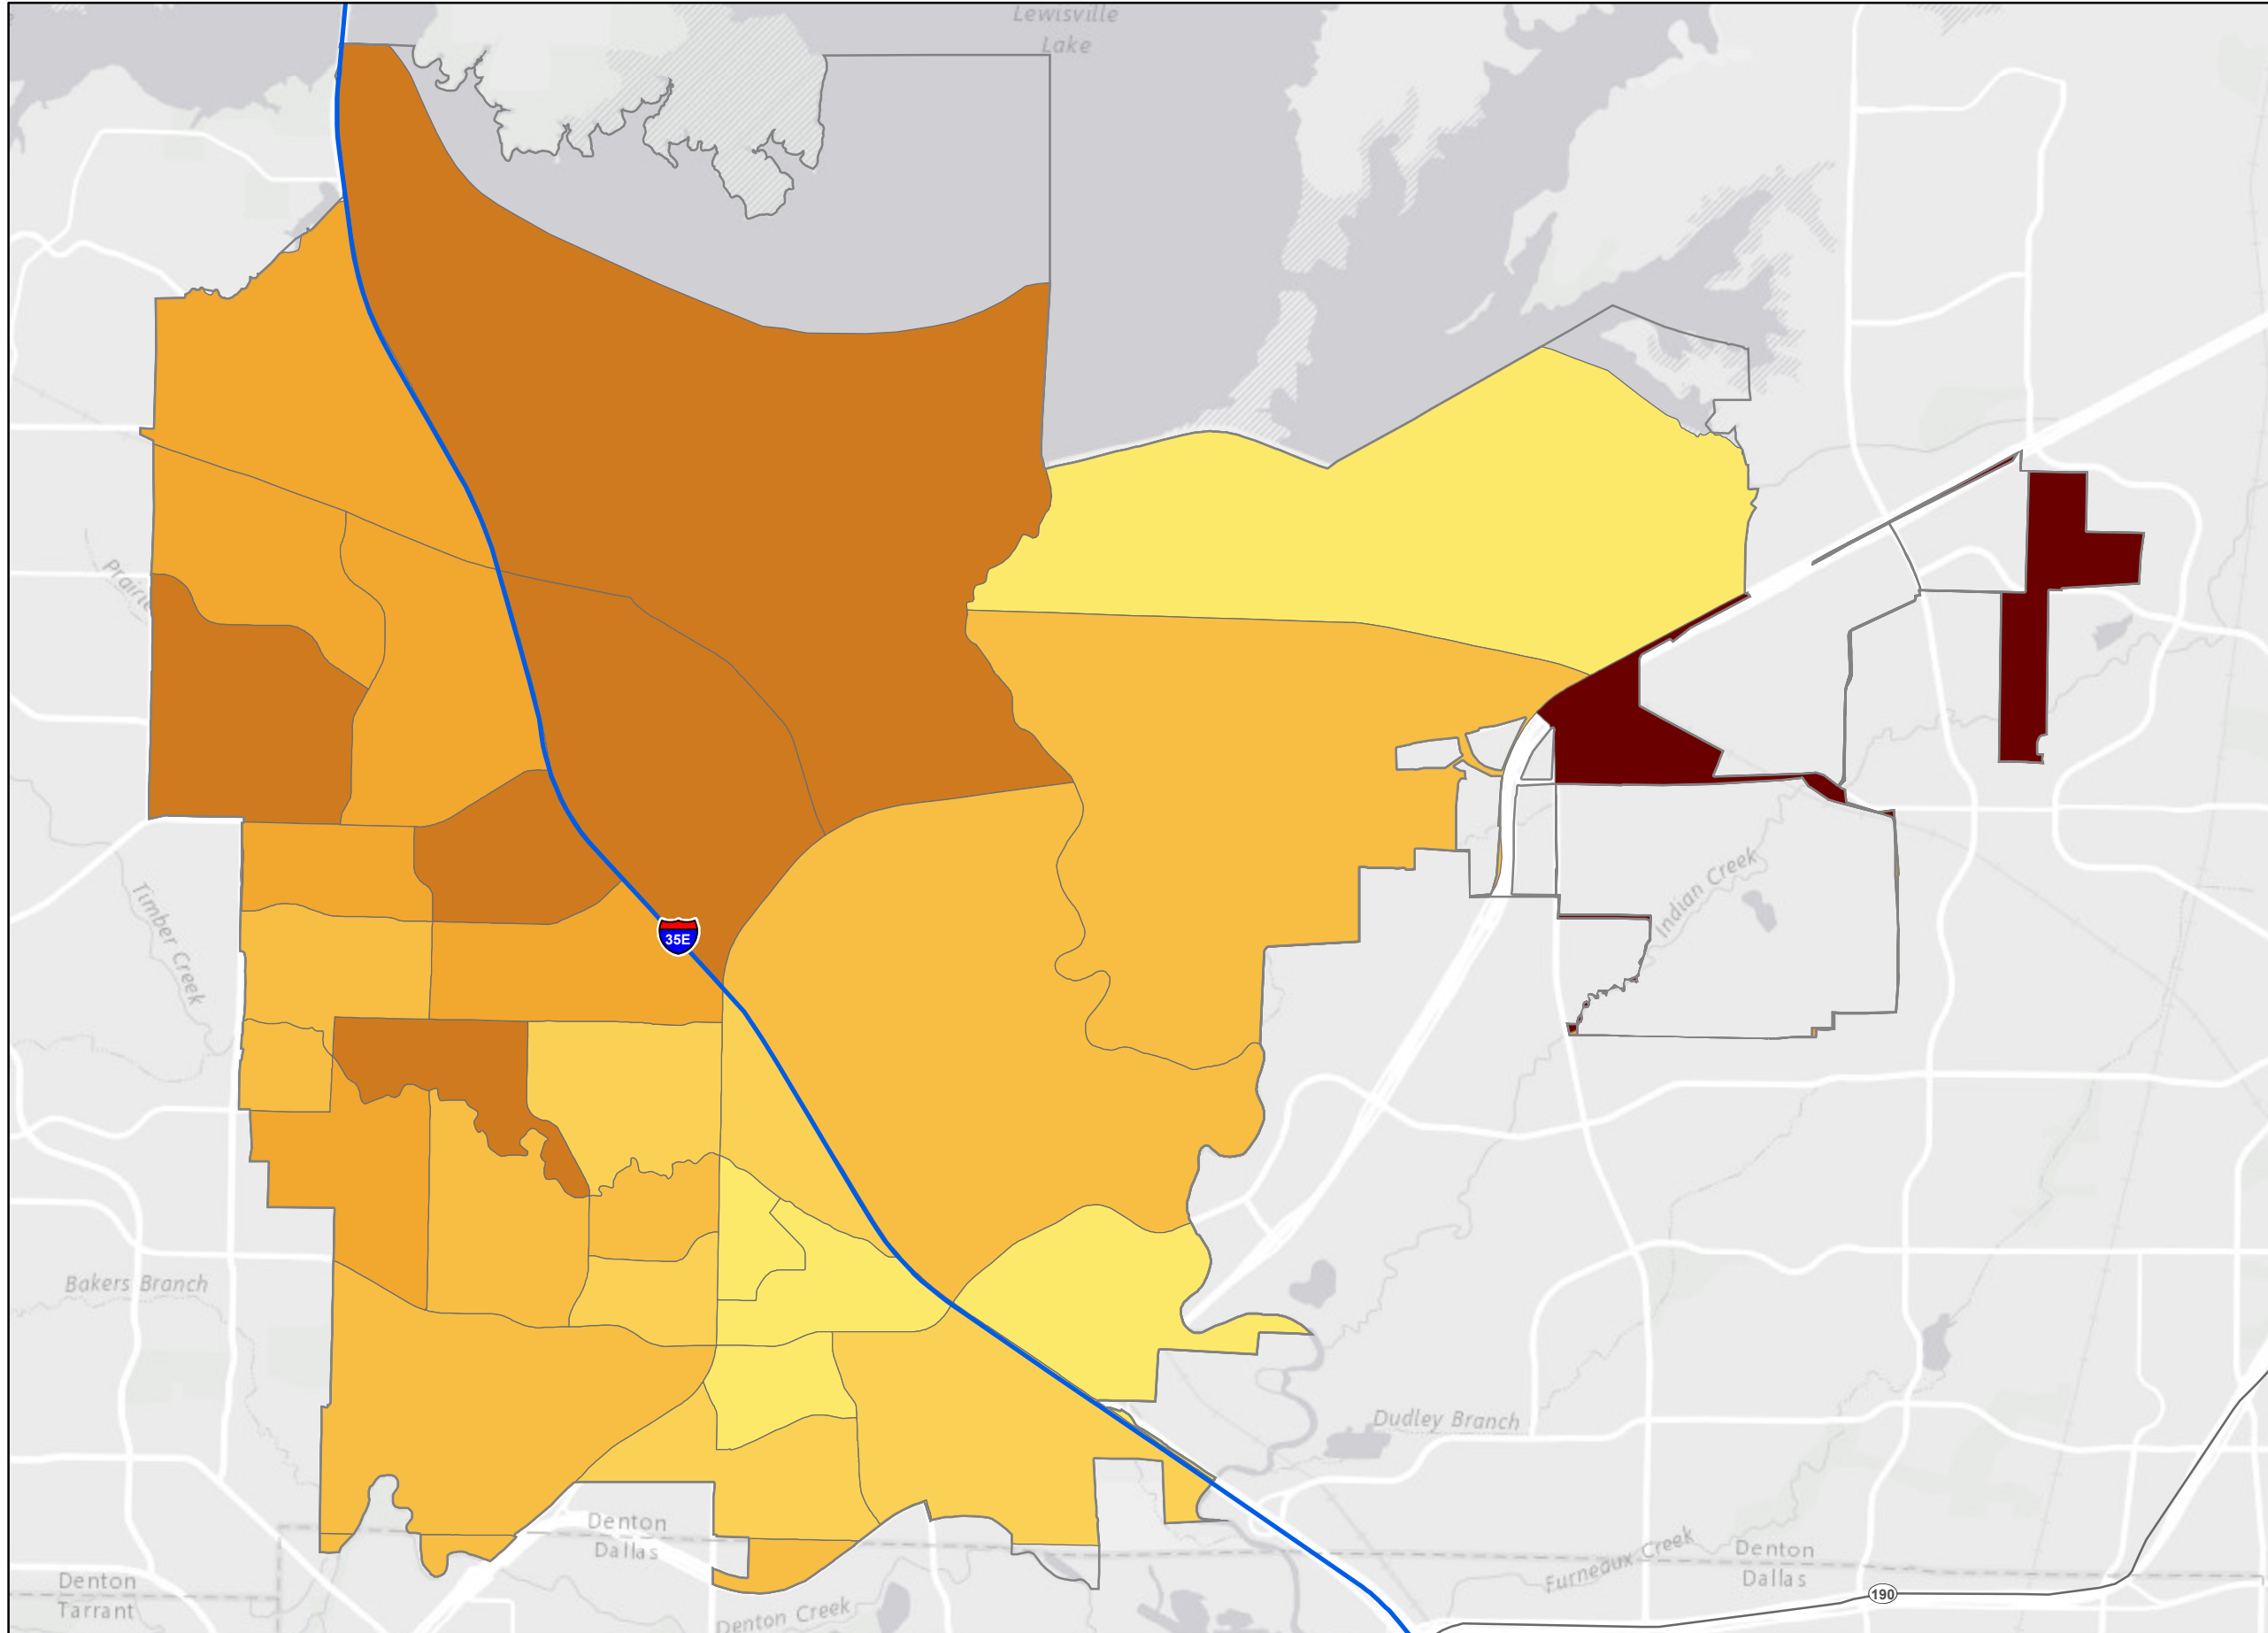 Lewisville
Lake
Prairie
Timber Creek
35E
Indian Creek
Bakers Branch
Dudley Branch
Denton
Dallas
Denton
Tarrant
Denton Creek
Furneaux Creek
Denton
Dallas
190